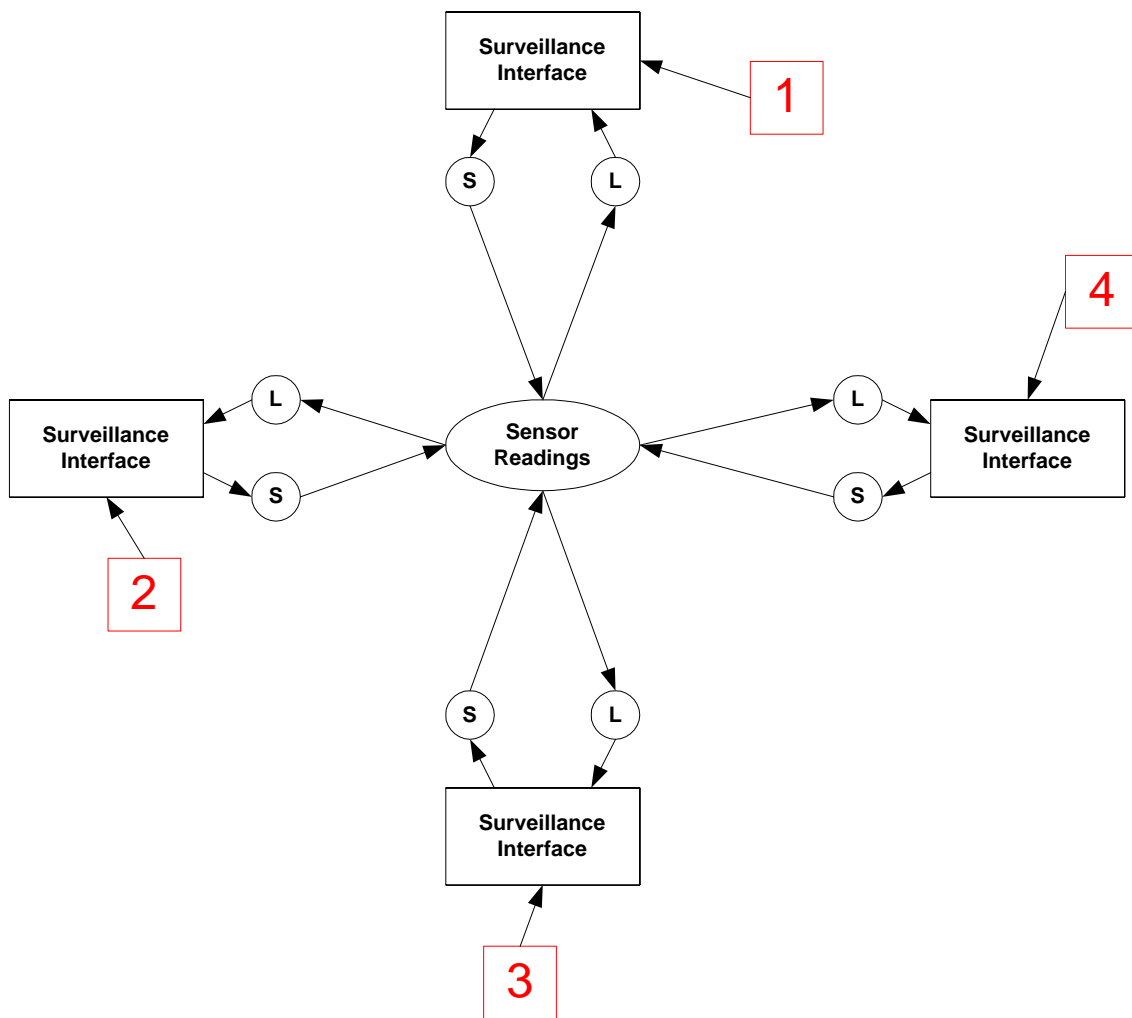 Surveillance
Interface
1
S
L
4
L
L
Surveillance
Interface
Sensor
Readings
Surveillance
Interface
S
S
2
S
L
Surveillance
Interface
3